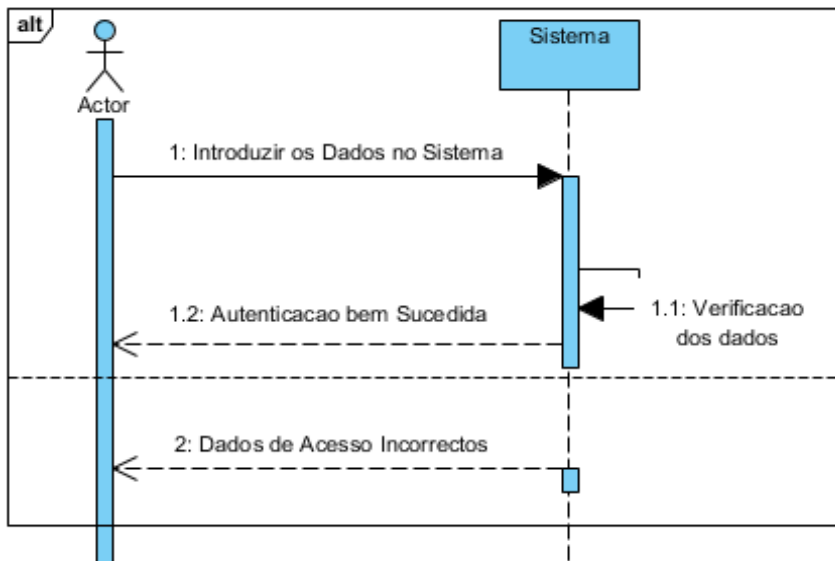 alt
Sistema
Actor
1: Introduzir os Dados no Sistema
1.2: Autenticacao bem Sucedida
1.1: Verificacao
dos dados
2: Dados de Acesso Incorrectos